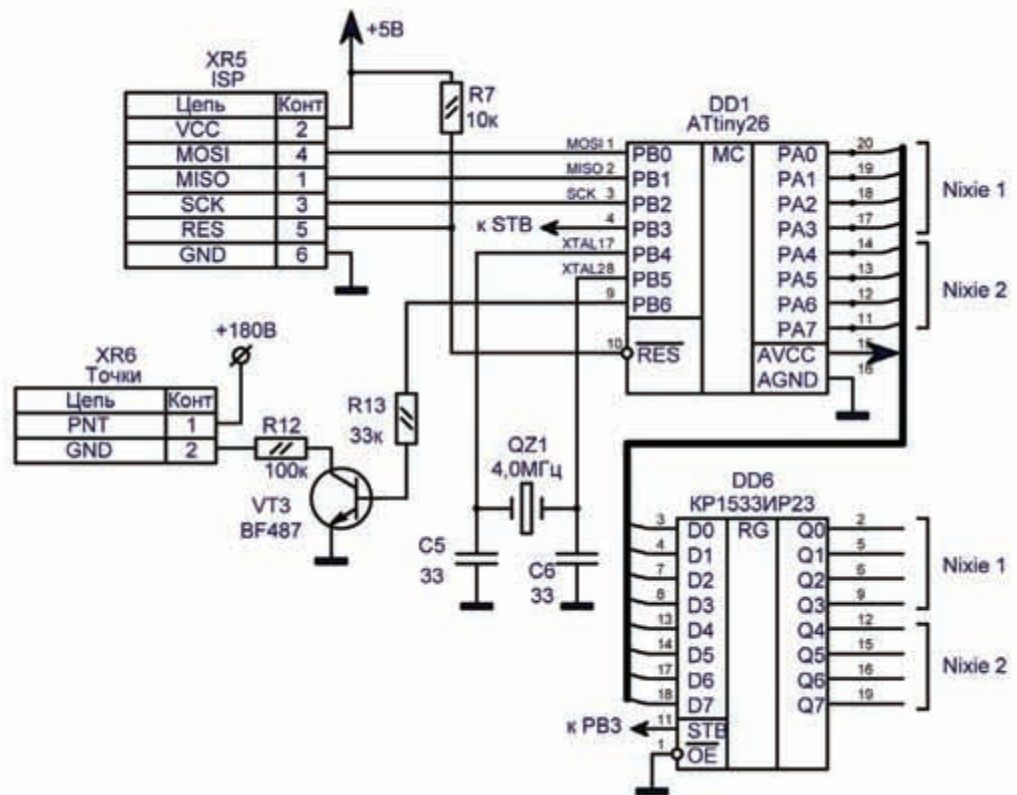 +5В
XR5
ISP
Цепь Конт
VCC 2
MOSI 4
MISO 1
SCK 3
RES 5
GND 6
R7
10к
DD1
ATtiny26
MC
MOSI 1 PB0
MISO 2 PB1
SCK 3 PB2
к STB 4 PB3
XTAL17 PB4
XTAL28 PB5
9 PB6
10 RES
PA0 20
PA1 19
PA2 18
PA3 17
PA4 14
PA5 13
PA6 12
PA7 11
AVCC 15
AGND 16
Nixie 1
Nixie 2
+180В
XR6
Точки
Цепь Конт
PNT 1
GND 2
R12
100к
R13
33к
VT3
BF487
QZ1
4,0МГц
C5
33
C6
33
DD6
КР1533ИР23
RG
3 D0
4 D1
7 D2
8 D3
13 D4
14 D5
17 D6
18 D7
к PB3 11 STB
1 OE
Q0 2
Q1 5
Q2 6
Q3 9
Q4 12
Q5 15
Q6 16
Q7 19
Nixie 1
Nixie 2